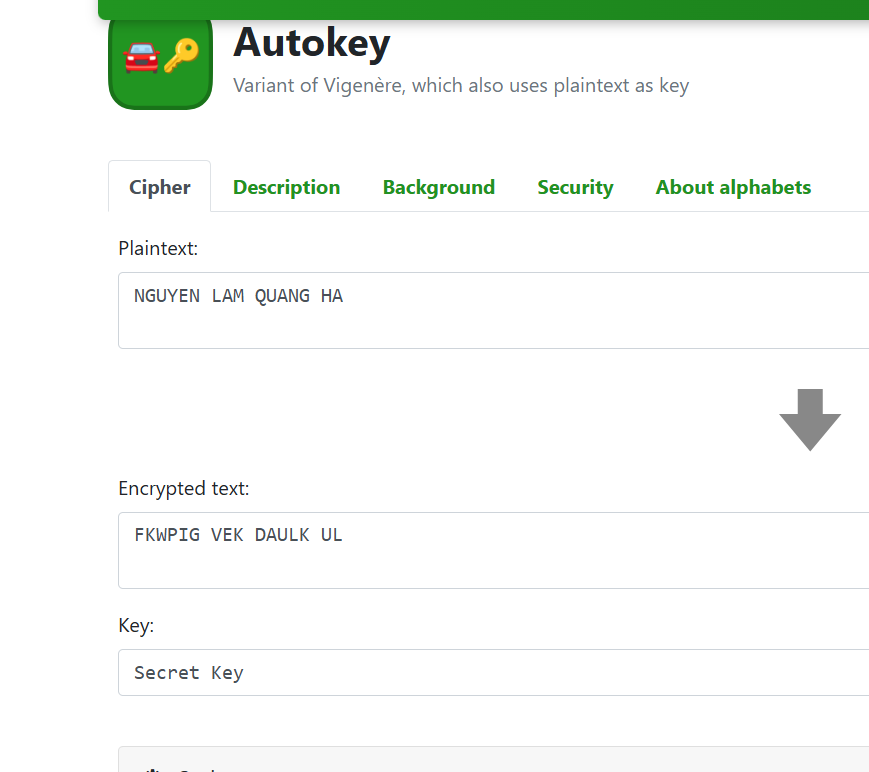 Autokey
Variant of Vigenère, which also uses plaintext as key
Cipher Description Background Security About alphabets
Plaintext:
NGUYEN LAM QUANG HA
Encrypted text:
FKWPIG VEK DAULK UL
Key:
Secret Key